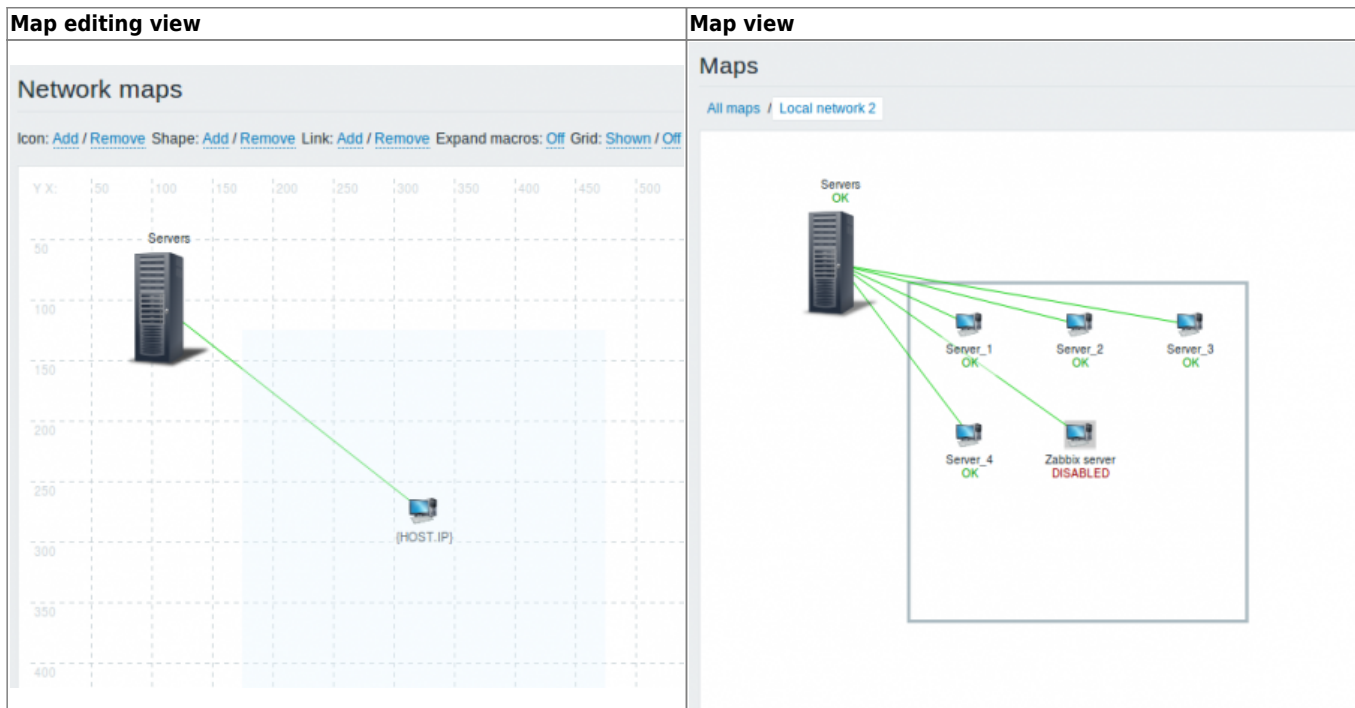 Map editing view
Map view
Network maps
Icon: Add / Remove Shape: Add / Remove Link: Add / Remove Expand macros: Off Grid: Shown / Off
Y X: 50 100 150 200 250 300 350 400 450 500
Servers
50
100
150
200
250
{HOST.IP}
300
350
400
Maps
All maps / Local network 2
Servers
OK
Server_1 Server_2 Server_3
OK OK OK
Server_4 Zabbix server
OK DISABLED